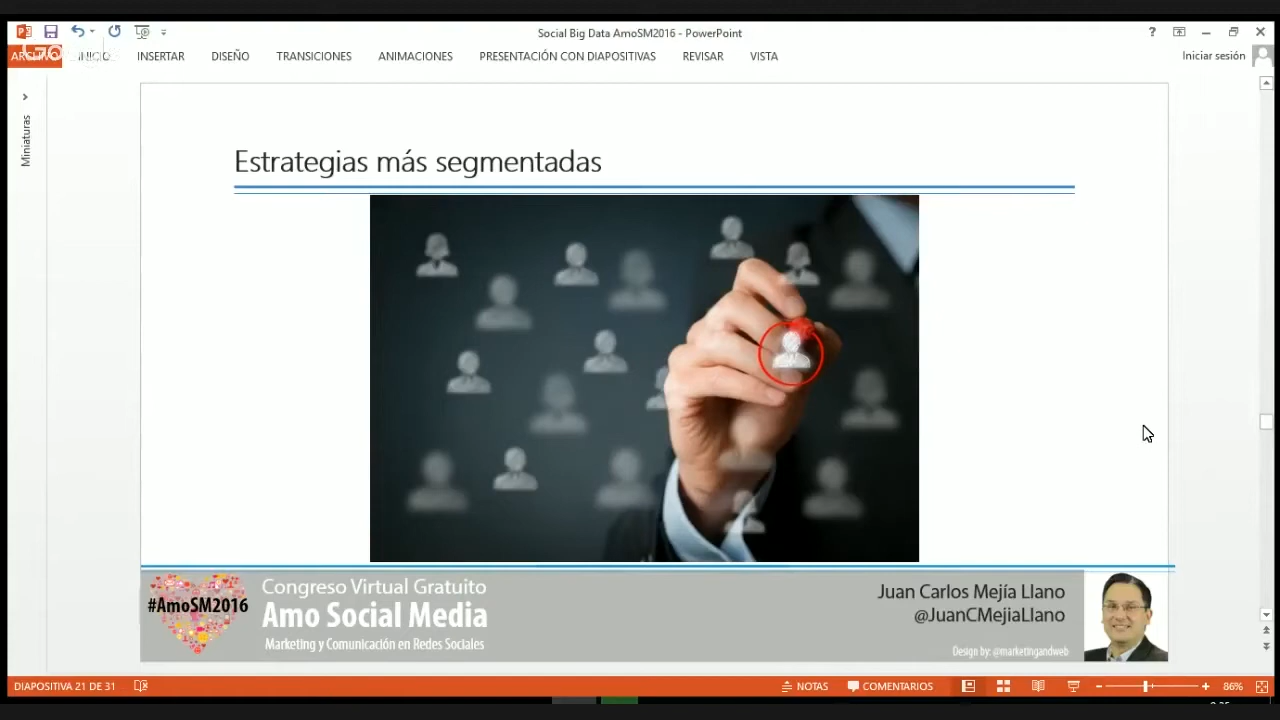 Social Big Data AmoSM2016 - PowerPoint
ARCHIVO INICIO INSERTAR DISEÑO TRANSICIONES ANIMACIONES PRESENTACIÓN CON DIAPOSITIVAS REVISAR VISTA Iniciar sesión
Miniaturas
Estrategias más segmentadas
#AmoSM2016
Congreso Virtual Gratuito
Amo Social Media
Marketing y Comunicación en Redes Sociales
Juan Carlos Mejía Llano
@JuanCMejiaLlano
Design by: @marketingandweb
DIAPOSITIVA 21 DE 31 NOTAS COMENTARIOS 86%